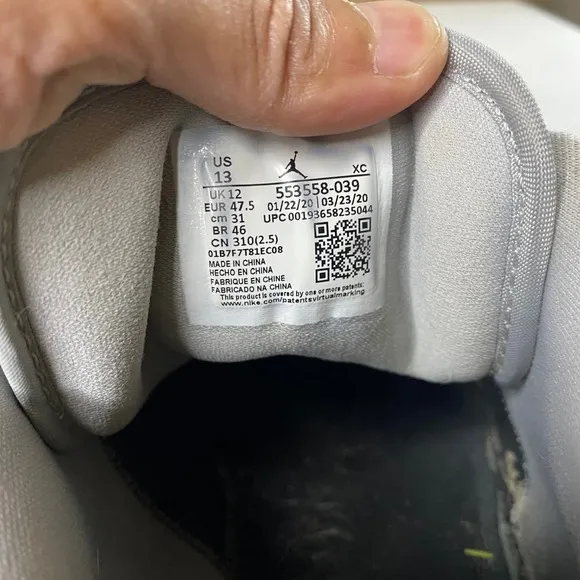 US
13
XC
UK 12
553558-039
EUR 47.5
01/22/20 03/23/20
cm 31
UPC 00193658235044
BR 46
CN 310(2.5)
01B7F7T81EC08
MADE IN CHINA
HECHO EN CHINA
FABRIQUE EN CHINE
FABRICADO NA CHINA
This product is covered by one or more patents:
www.nike.com/patentsvirtualmarking